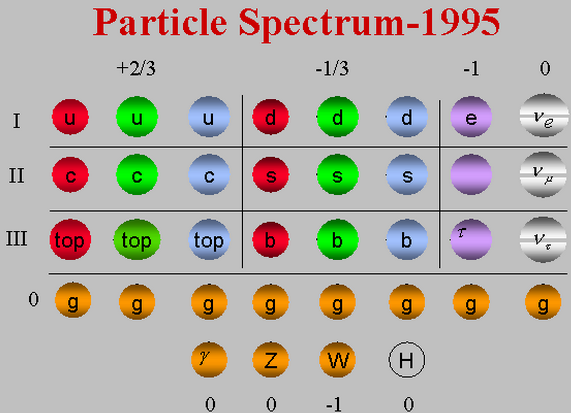 Particle Spectrum-1995
+2/3 -1/3 -1 0
I u u u d d d e νe
II c c c s s s νμ
III top top top b b b τ ντ
0 g g g g g g g g
γ Z W H
0 0 -1 0